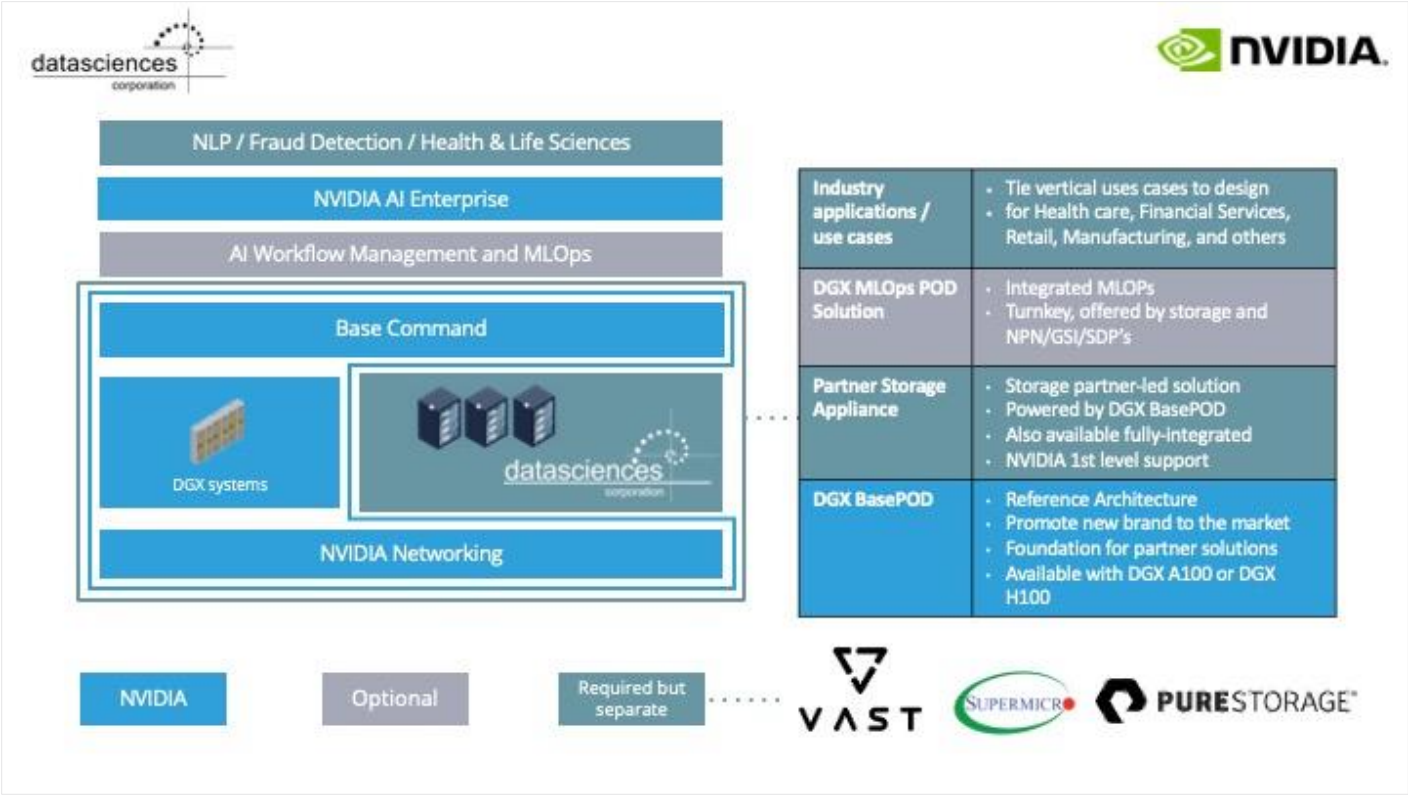 datasciences
corporation
NVIDIA.
NLP / Fraud Detection / Health & Life Sciences
NVIDIA AI Enterprise
AI Workflow Management and MLOps
Base Command
DGX systems
datasciences
corporation
NVIDIA Networking
Industry
applications /
use cases
• Tie vertical uses cases to design
• for Health care, Financial Services,
Retail, Manufacturing, and others
DGX MLOps POD
Solution
• Integrated MLOPs
• Turnkey, offered by storage and
NPN/GSI/SDP's
Partner Storage
Appliance
• Storage partner-led solution
• Powered by DGX BasePOD
• Also available fully-integrated
• NVIDIA 1st level support
DGX BasePOD
• Reference Architecture
• Promote new brand to the market
• Foundation for partner solutions
• Available with DGX A100 or DGX
H100
NVIDIA
Optional
Required but
separate
VAST
SUPERMICR
PURESTORAGE